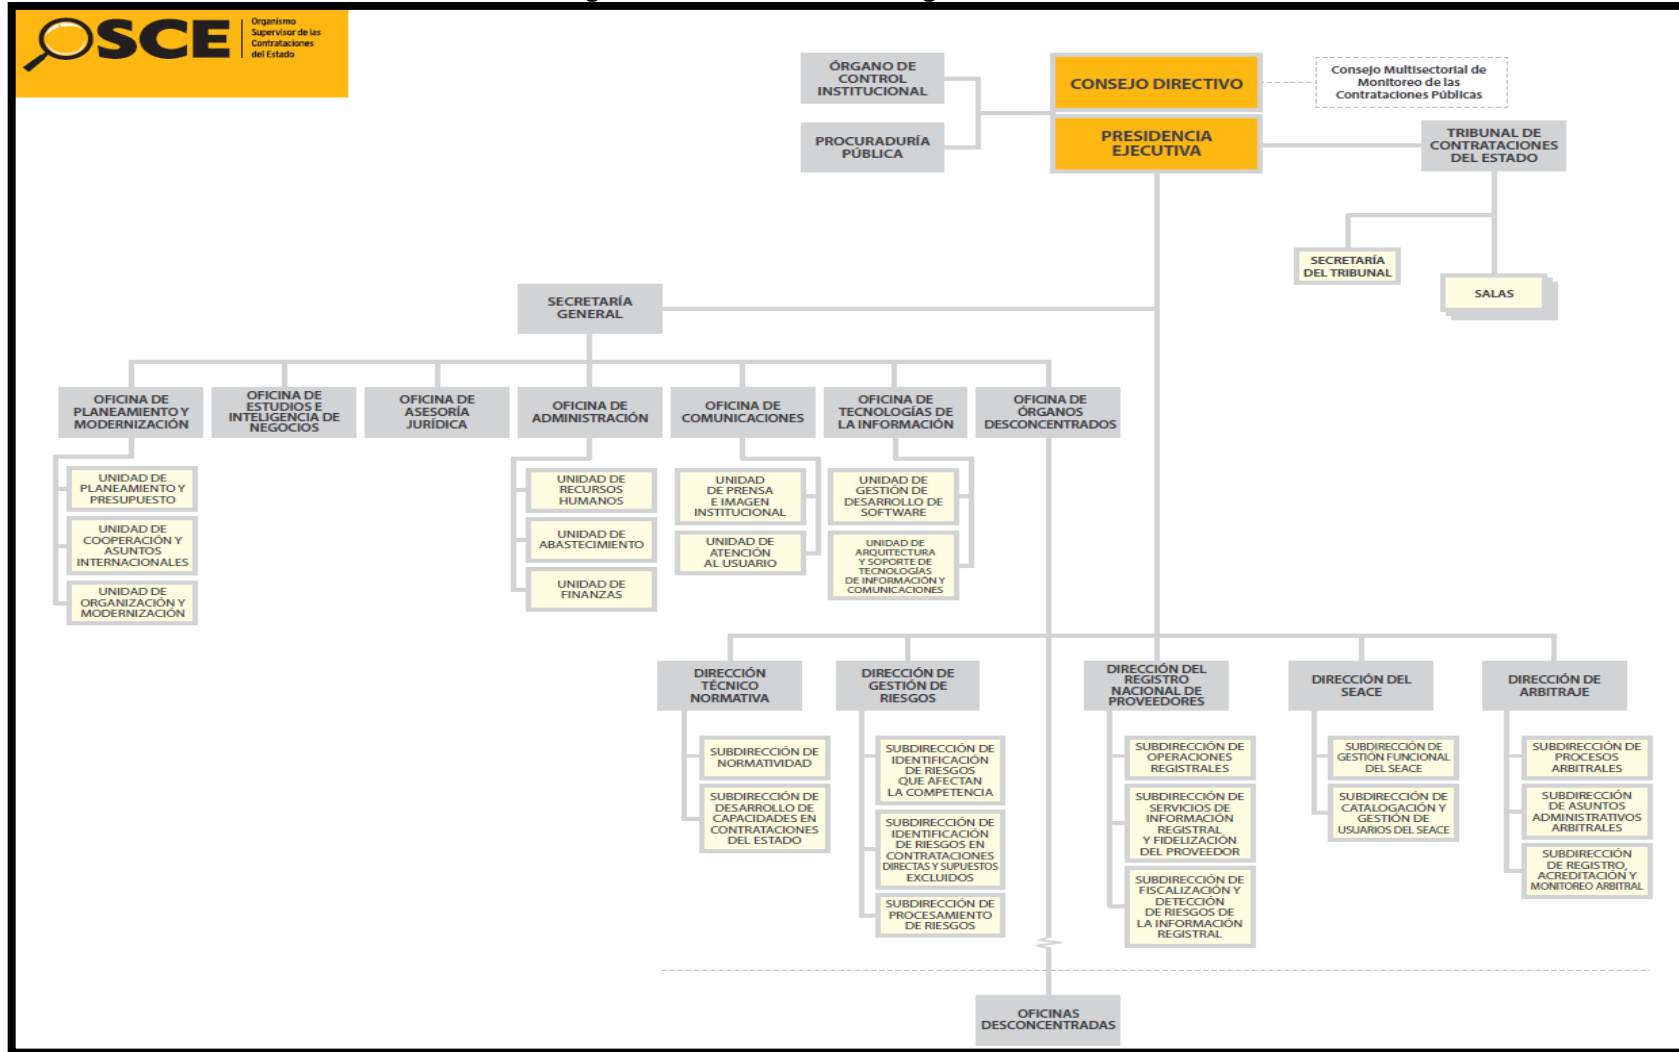 OSCE
Organismo
Supervisor de las
Contrataciones
del Estado
ÓRGANO DE
CONTROL
INSTITUCIONAL
PROCURADURÍA
PÚBLICA
CONSEJO DIRECTIVO
PRESIDENCIA
EJECUTIVA
Consejo Multisectorial de
Monitoreo de las
Contrataciones Públicas
TRIBUNAL DE
CONTRATACIONES
DEL ESTADO
SECRETARÍA
DEL TRIBUNAL
SALAS
SECRETARÍA
GENERAL
OFICINA DE
PLANEAMIENTO Y
MODERNIZACIÓN
OFICINA DE
ESTUDIOS E
INTELIGENCIA DE
NEGOCIOS
OFICINA DE
ASESORÍA
JURÍDICA
OFICINA DE
ADMINISTRACIÓN
OFICINA DE
COMUNICACIONES
OFICINA DE
TECNOLOGÍAS DE
LA INFORMACIÓN
OFICINA DE
ÓRGANOS
DESCONCENTRADOS
UNIDAD DE
PLANEAMIENTO Y
PRESUPUESTO
UNIDAD DE
COOPERACIÓN Y
ASUNTOS
INTERNACIONALES
UNIDAD DE
ORGANIZACIÓN Y
MODERNIZACIÓN
UNIDAD DE
RECURSOS
HUMANOS
UNIDAD DE
ABASTECIMIENTO
UNIDAD DE
FINANZAS
UNIDAD
DE PRENSA
E IMAGEN
INSTITUCIONAL
UNIDAD DE
ATENCIÓN
AL USUARIO
UNIDAD DE
GESTIÓN DE
DESARROLLO DE
SOFTWARE
UNIDAD DE
ARQUITECTURA
Y SOPORTE DE
TECNOLOGÍAS
DE INFORMACIÓN Y
COMUNICACIONES
DIRECCIÓN
TÉCNICO
NORMATIVA
DIRECCIÓN DE
GESTIÓN DE
RIESGOS
DIRECCIÓN DEL
REGISTRO
NACIONAL DE
PROVEEDORES
DIRECCIÓN DEL
SEACE
DIRECCIÓN DE
ARBITRAJE
SUBDIRECCIÓN DE
NORMATIVIDAD
SUBDIRECCIÓN DE
DESARROLLO DE
CAPACIDADES EN
CONTRATACIONES
DEL ESTADO
SUBDIRECCIÓN DE
IDENTIFICACIÓN
DE RIESGOS
QUE AFECTAN
LA COMPETENCIA
SUBDIRECCIÓN DE
IDENTIFICACIÓN
DE RIESGOS EN
CONTRATACIONES
DIRECTAS Y SUPUESTOS
EXCLUIDOS
SUBDIRECCIÓN DE
PROCESAMIENTO
DE RIESGOS
SUBDIRECCIÓN DE
OPERACIONES
REGISTRALES
SUBDIRECCIÓN DE
SERVICIOS DE
INFORMACIÓN
REGISTRAL
Y FIDELIZACIÓN
DEL PROVEEDOR
SUBDIRECCIÓN DE
FISCALIZACIÓN Y
DETECCIÓN
DE RIESGOS DE
LA INFORMACIÓN
REGISTRAL
SUBDIRECCIÓN DE
GESTIÓN FUNCIONAL
DEL SEACE
SUBDIRECCIÓN DE
CATALOGACIÓN Y
GESTIÓN DE
USUARIOS DEL SEACE
SUBDIRECCIÓN DE
PROCESOS
ARBITRALES
SUBDIRECCIÓN
DE ASUNTOS
ADMINISTRATIVOS
ARBITRALES
SUBDIRECCIÓN
DE REGISTRO,
ACREDITACIÓN Y
MONITOREO ARBITRAL
OFICINAS
DESCONCENTRADAS